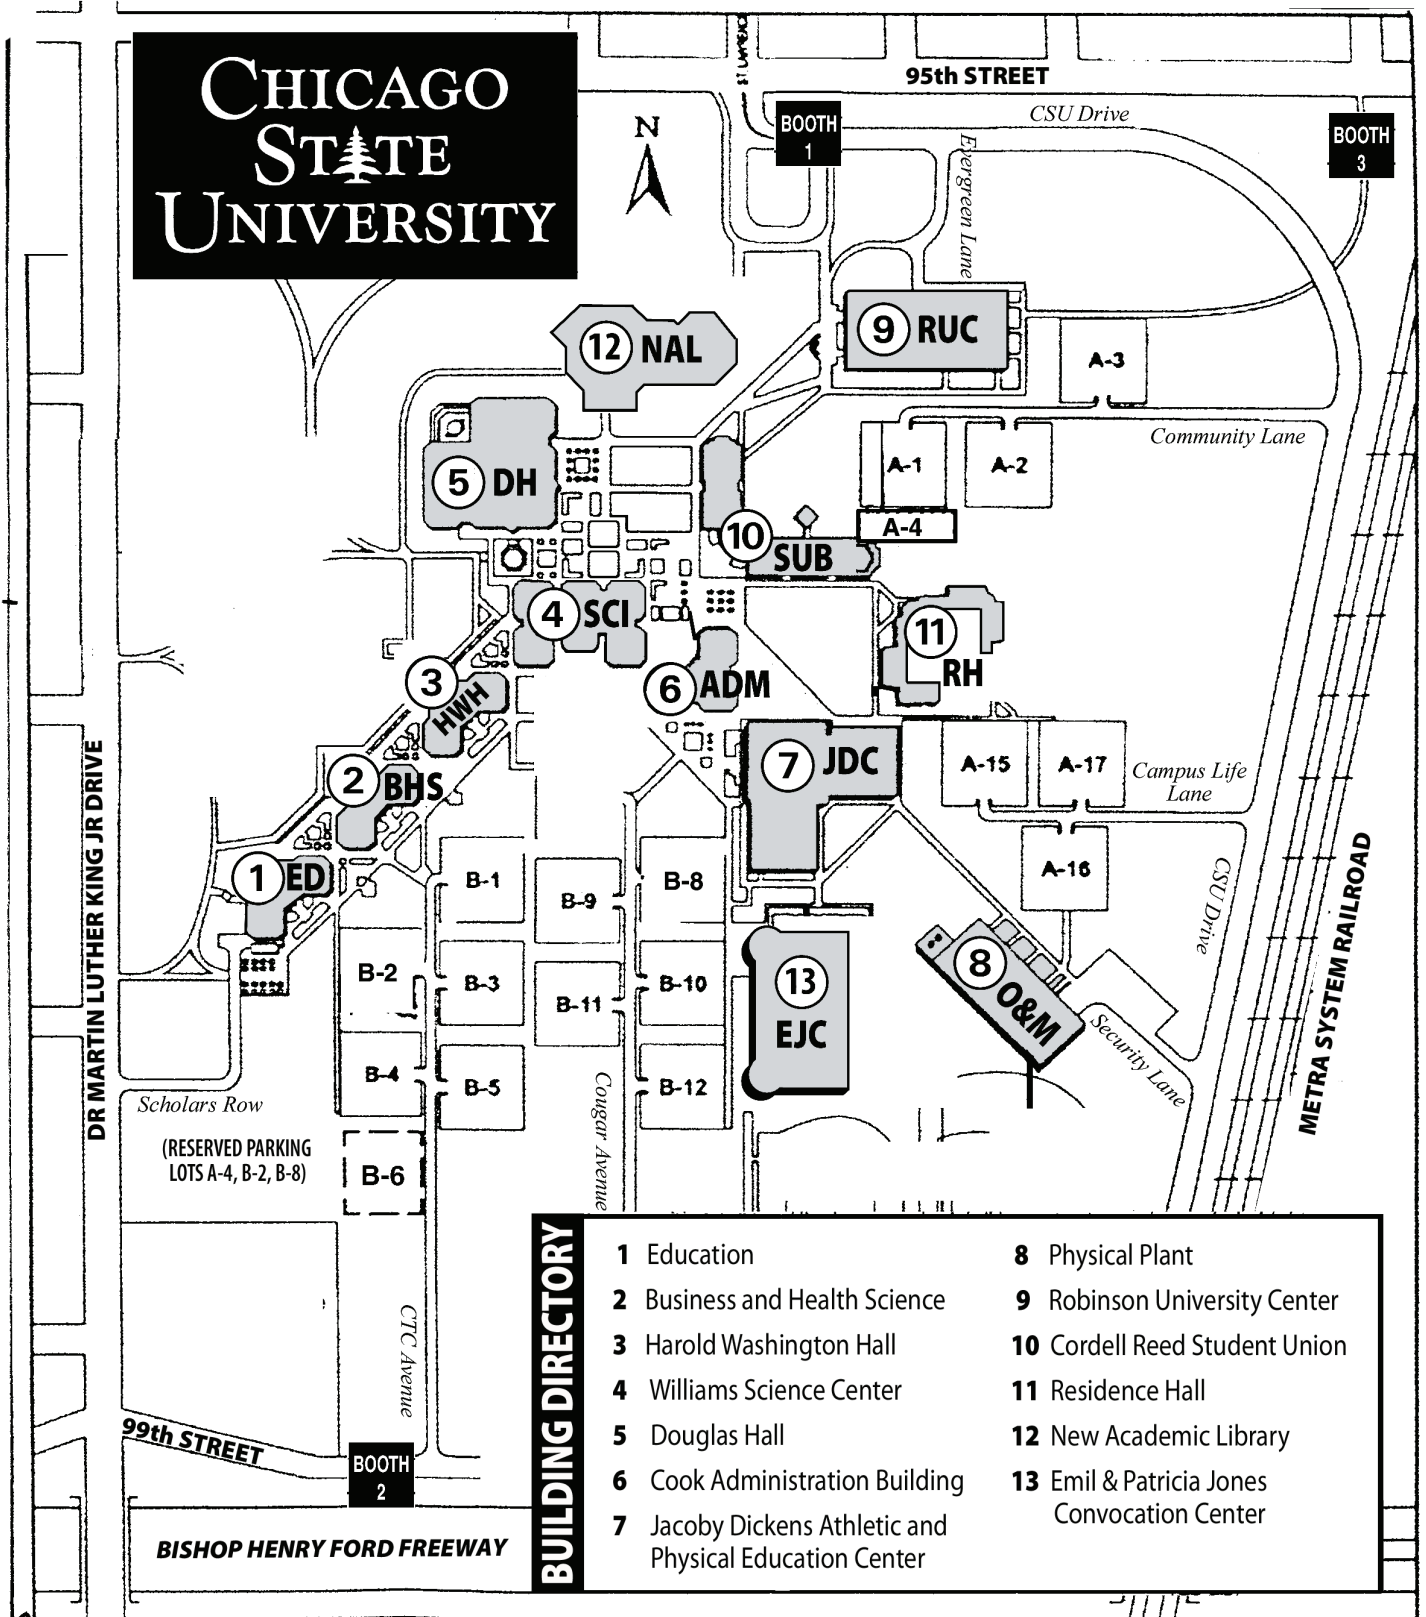 CHICAGO
STATE
UNIVERSITY
N
ST. LAWRENCE
95th STREET
CSU Drive
BOOTH
1
BOOTH
3
Evergreen Lane
9 RUC
12 NAL
A-3
Community Lane
5 DH
A-1
A-2
A-4
10
SUB
4 SCI
11
RH
3
HWH
6 ADM
7 JDC
A-15
A-17
Campus Life
Lane
2
BHS
DR MARTIN LUTHER KING JR DRIVE
METRA SYSTEM RAILROAD
1 ED
B-1
B-9
B-8
A-16
CSU Drive
B-2
B-3
B-11
B-10
13
EJC
8
O&M
Security Lane
B-4
B-5
B-12
Cougar Avenue
Scholars Row
(RESERVED PARKING
LOTS A-4, B-2, B-8)
B-6
CTC Avenue
99th STREET
BOOTH
2
BISHOP HENRY FORD FREEWAY
BUILDING DIRECTORY
1 Education
2 Business and Health Science
3 Harold Washington Hall
4 Williams Science Center
5 Douglas Hall
6 Cook Administration Building
7 Jacoby Dickens Athletic and
Physical Education Center
8 Physical Plant
9 Robinson University Center
10 Cordell Reed Student Union
11 Residence Hall
12 New Academic Library
13 Emil & Patricia Jones
Convocation Center